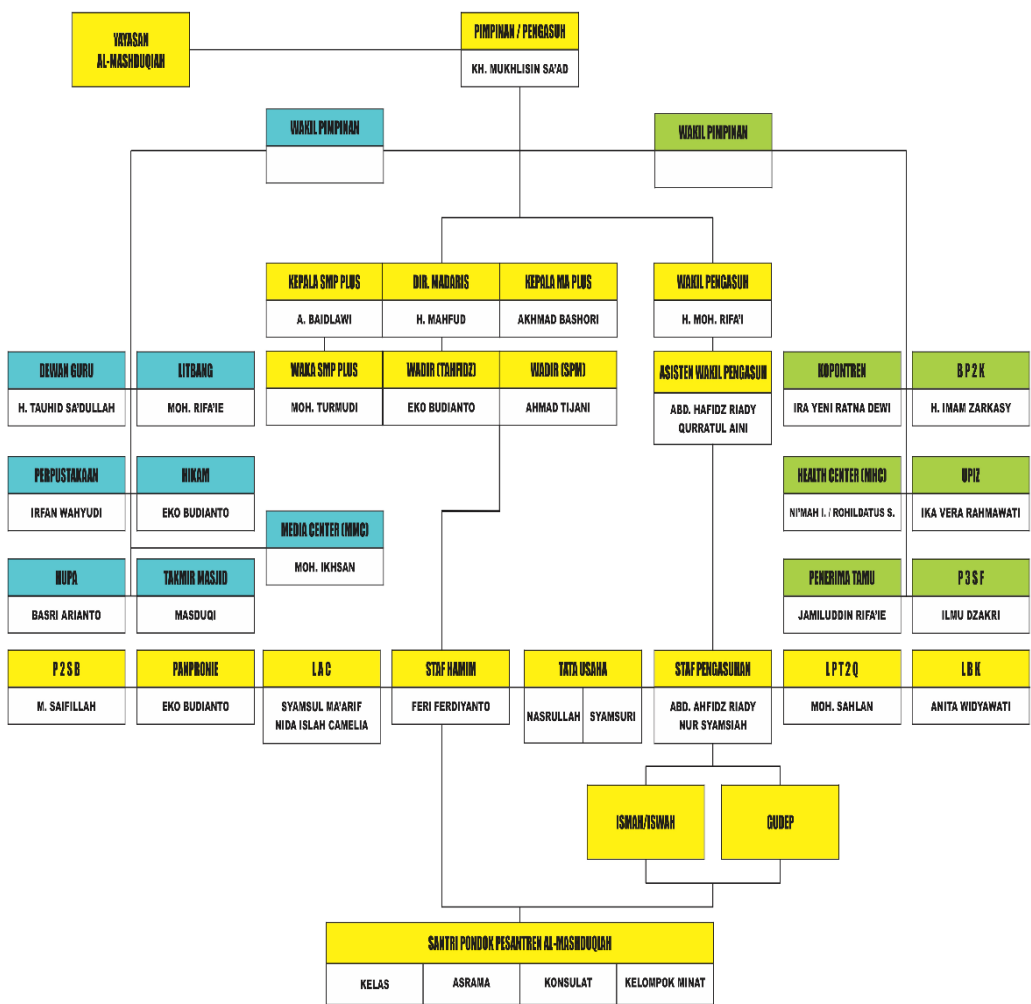 YAYASAN
AL-MASHDUQIAH
PIMPINAN / PENGASUH
KH. MUKHLISIN SA'AD
WAKIL PIMPINAN
WAKIL PIMPINAN
KEPALA SMP PLUS
DIR. MADARIS
KEPALA MA PLUS
WAKIL PENGASUH
A. BAIDLAWI
H. MAHFUD
AKHMAD BASHORI
H. MOH. RIFA'I
DEWAN GURU
LITBANG
WAKA SMP PLUS
WADIR (TAHFIDZ)
WADIR (SPM)
ASISTEN WAKIL PENGASUH
KOPONTREN
B P 2 K
H. TAUHID SA'DULLAH
MOH. RIFA'IE
MOH. TURMUDI
EKO BUDIANTO
AHMAD TIJANI
ABD. HAFIDZ RIADY
QURRATUL AINI
IRA YENI RATNA DEWI
H. IMAM ZARKASY
PERPUSTAKAAN
HIKAM
HEALTH CENTER (MHC)
UPIZ
IRFAN WAHYUDI
EKO BUDIANTO
NI'MAH I. / ROHILDATUS S.
IKA VERA RAHMAWATI
MEDIA CENTER (MMC)
MOH. IKHSAN
HUPA
TAKMIR MASJID
PENERIMA TAMU
P 3 S F
BASRI ARIANTO
MASDUQI
JAMILUDDIN RIFA'IE
ILMU DZAKRI
P 2 S B
PANPRONIE
L A C
STAF HAMIM
TATA USAHA
STAF PENGASUHAN
L P T 2 Q
L B K
M. SAIFILLAH
EKO BUDIANTO
SYAMSUL MA'ARIF
NIDA ISLAH CAMELIA
FERI FERDIYANTO
NASRULLAH
SYAMSURI
ABD. AHFIDZ RIADY
NUR SYAMSIAH
MOH. SAHLAN
ANITA WIDYAWATI
ISMAH/ISWAH
GUDEP
SANTRI PONDOK PESANTREN AL-MASHDUQIAH
KELAS
ASRAMA
KONSULAT
KELOMPOK MINAT